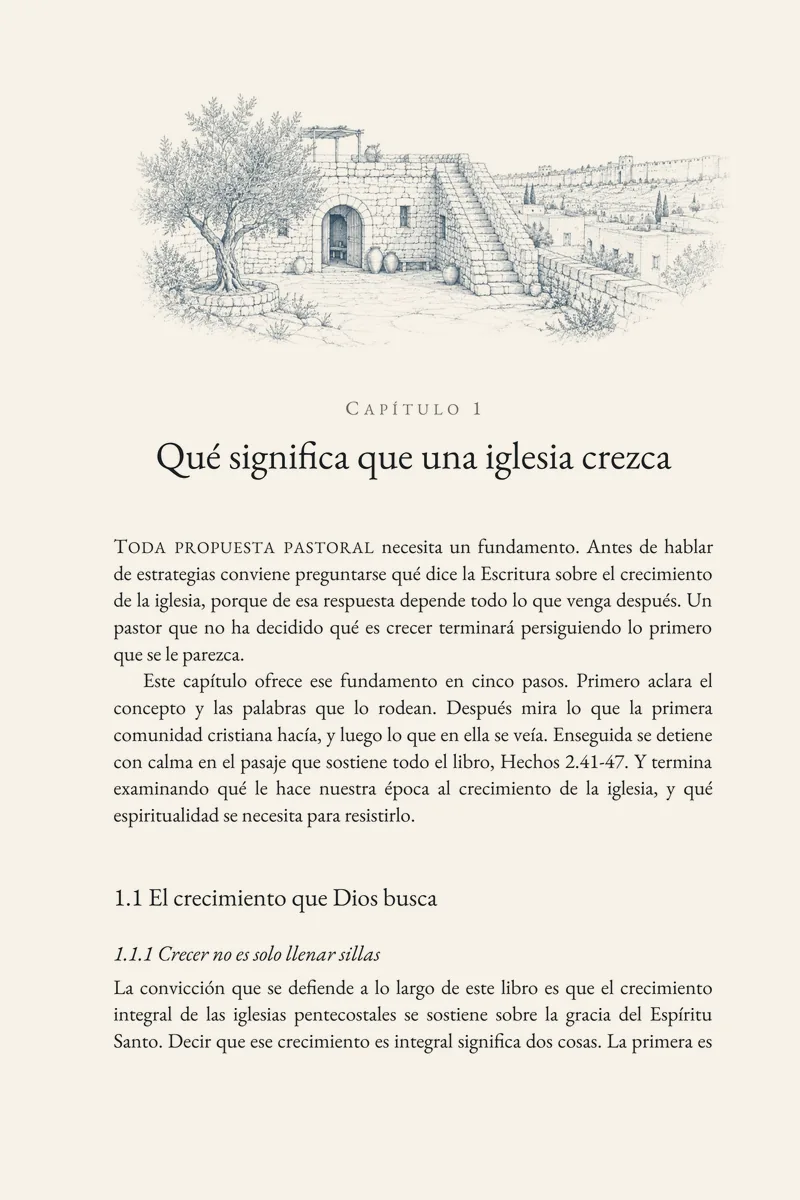 Capítulo 1
Qué significa que una iglesia crezca
Toda propuesta pastoral necesita un fundamento. Antes de hablar
de estrategias conviene preguntarse qué dice la Escritura sobre el crecimiento
de la iglesia, porque de esa respuesta depende todo lo que venga después. Un
pastor que no ha decidido qué es crecer terminará persiguiendo lo primero
que se le parezca.
Este capítulo ofrece ese fundamento en cinco pasos. Primero aclara el
concepto y las palabras que lo rodean. Después mira lo que la primera
comunidad cristiana hacía, y luego lo que en ella se veía. Enseguida se detiene
con calma en el pasaje que sostiene todo el libro, Hechos 2.41-47. Y termina
examinando qué le hace nuestra época al crecimiento de la iglesia, y qué
espiritualidad se necesita para resistirlo.
1.1 El crecimiento que Dios busca
1.1.1 Crecer no es solo llenar sillas
La convicción que se defiende a lo largo de este libro es que el crecimiento
integral de las iglesias pentecostales se sostiene sobre la gracia del Espíritu
Santo. Decir que ese crecimiento es integral significa dos cosas. La primera es